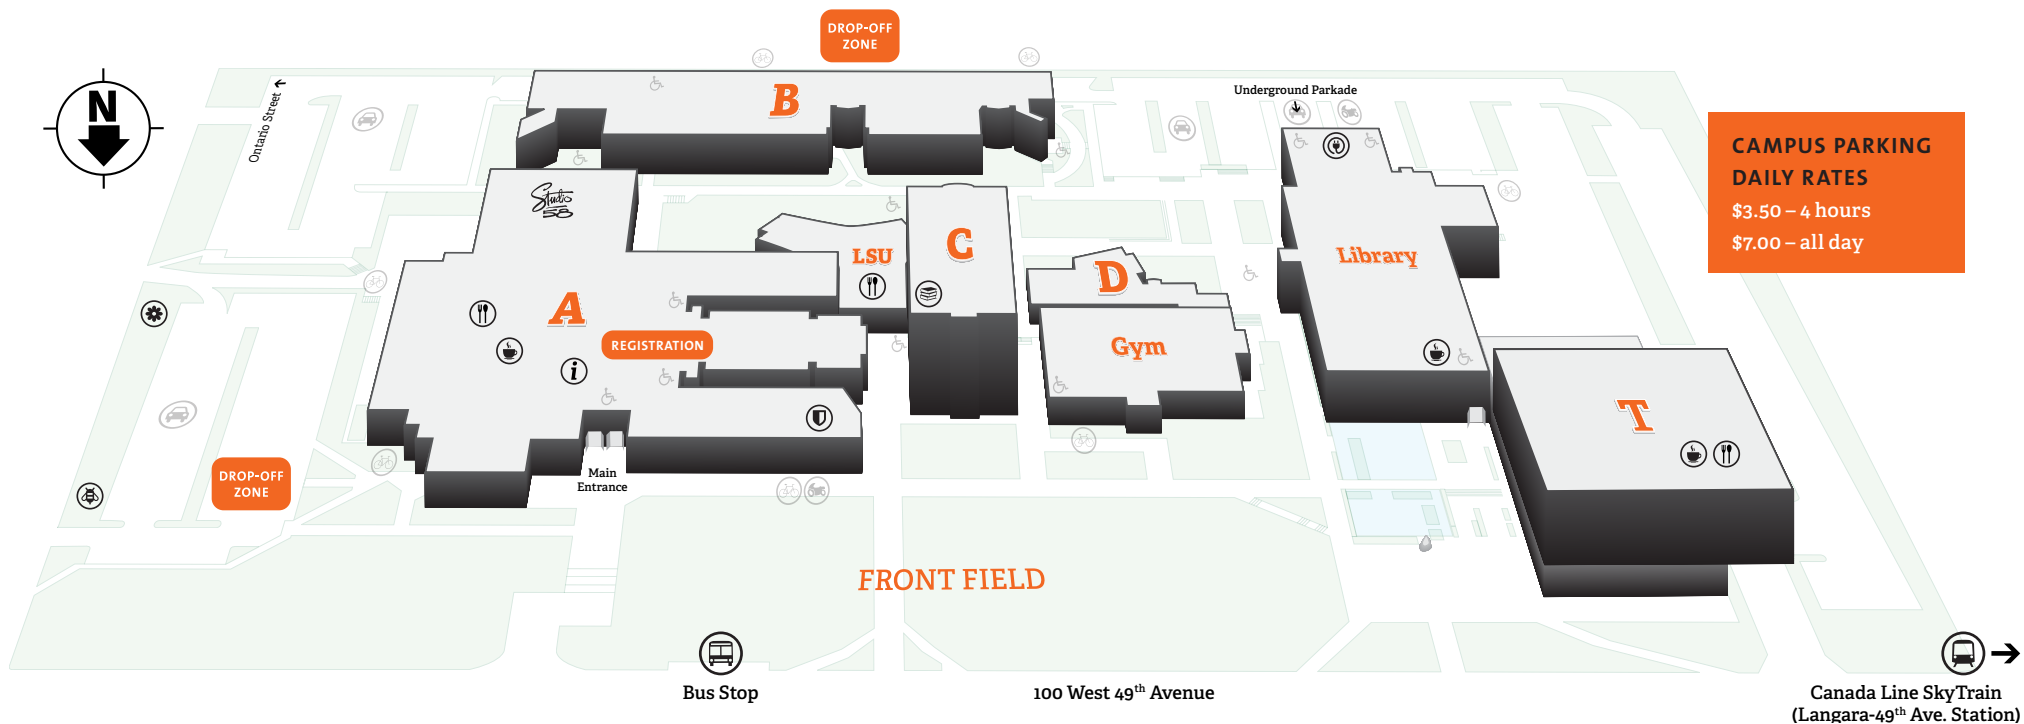 DROP-OFF
ZONE
N
Ontario Street
B
Underground Parkade
CAMPUS PARKING
DAILY RATES
$3.50 – 4 hours
$7.00 – all day
Studio
58
LSU
C
D
Library
A
REGISTRATION
i
Gym
T
DROP-OFF
ZONE
Main
Entrance
FRONT FIELD
Bus Stop
100 West 49th Avenue
Canada Line SkyTrain
(Langara-49th Ave. Station)